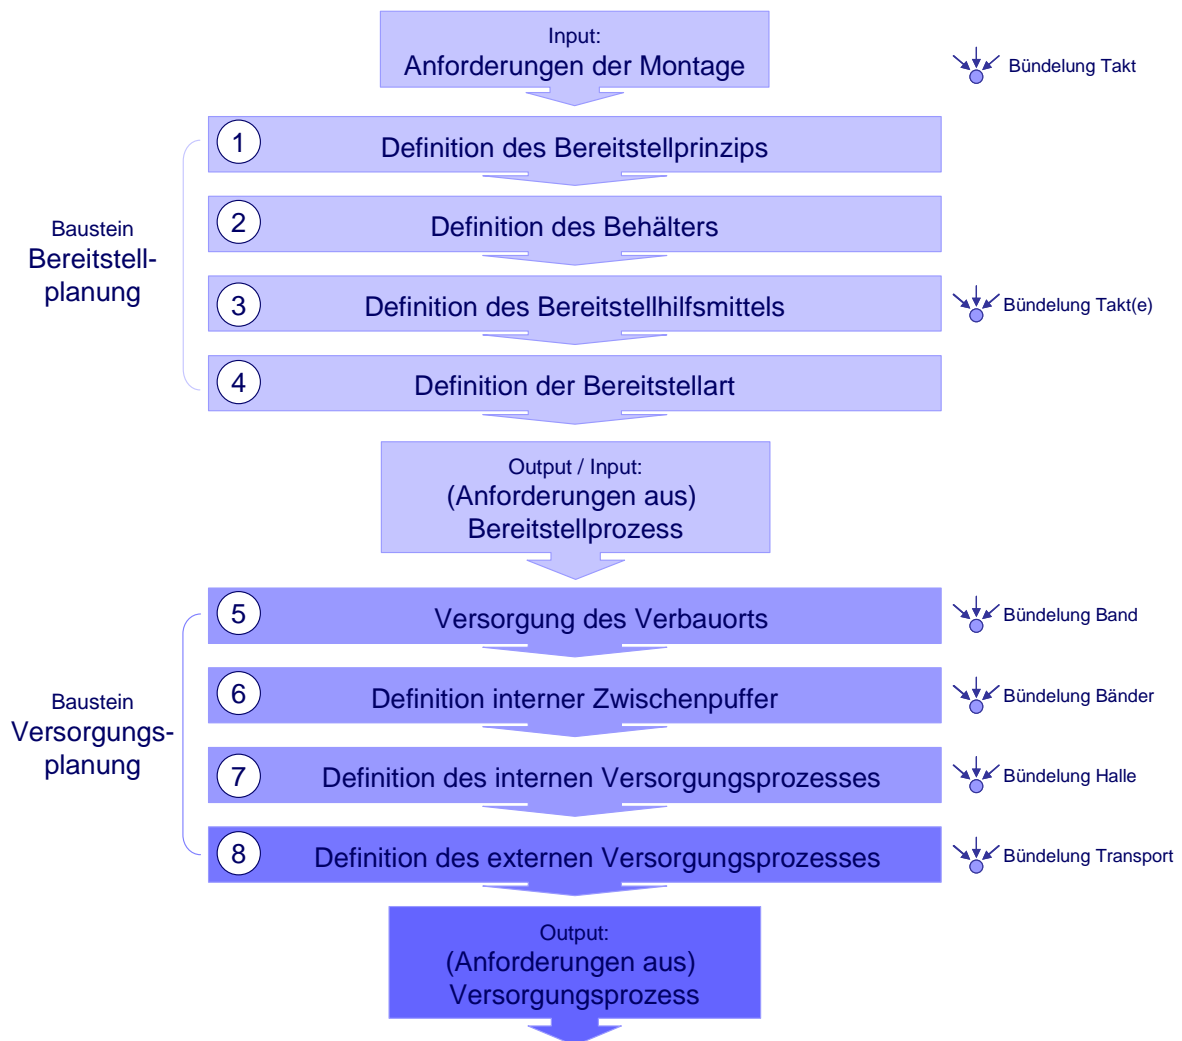 Input:
Anforderungen der Montage
Bündelung Takt
1
Definition des Bereitstellprinzips
2
Definition des Behälters
Baustein
Bereitstell-
planung
3
Definition des Bereitstellhilfsmittels
Bündelung Takt(e)
4
Definition der Bereitstellart
Output / Input:
(Anforderungen aus)
Bereitstellprozess
5
Versorgung des Verbauorts
Bündelung Band
6
Definition interner Zwischenpuffer
Bündelung Bänder
Baustein
Versorgungs-
planung
7
Definition des internen Versorgungsprozesses
Bündelung Halle
8
Definition des externen Versorgungsprozesses
Bündelung Transport
Output:
(Anforderungen aus)
Versorgungsprozess